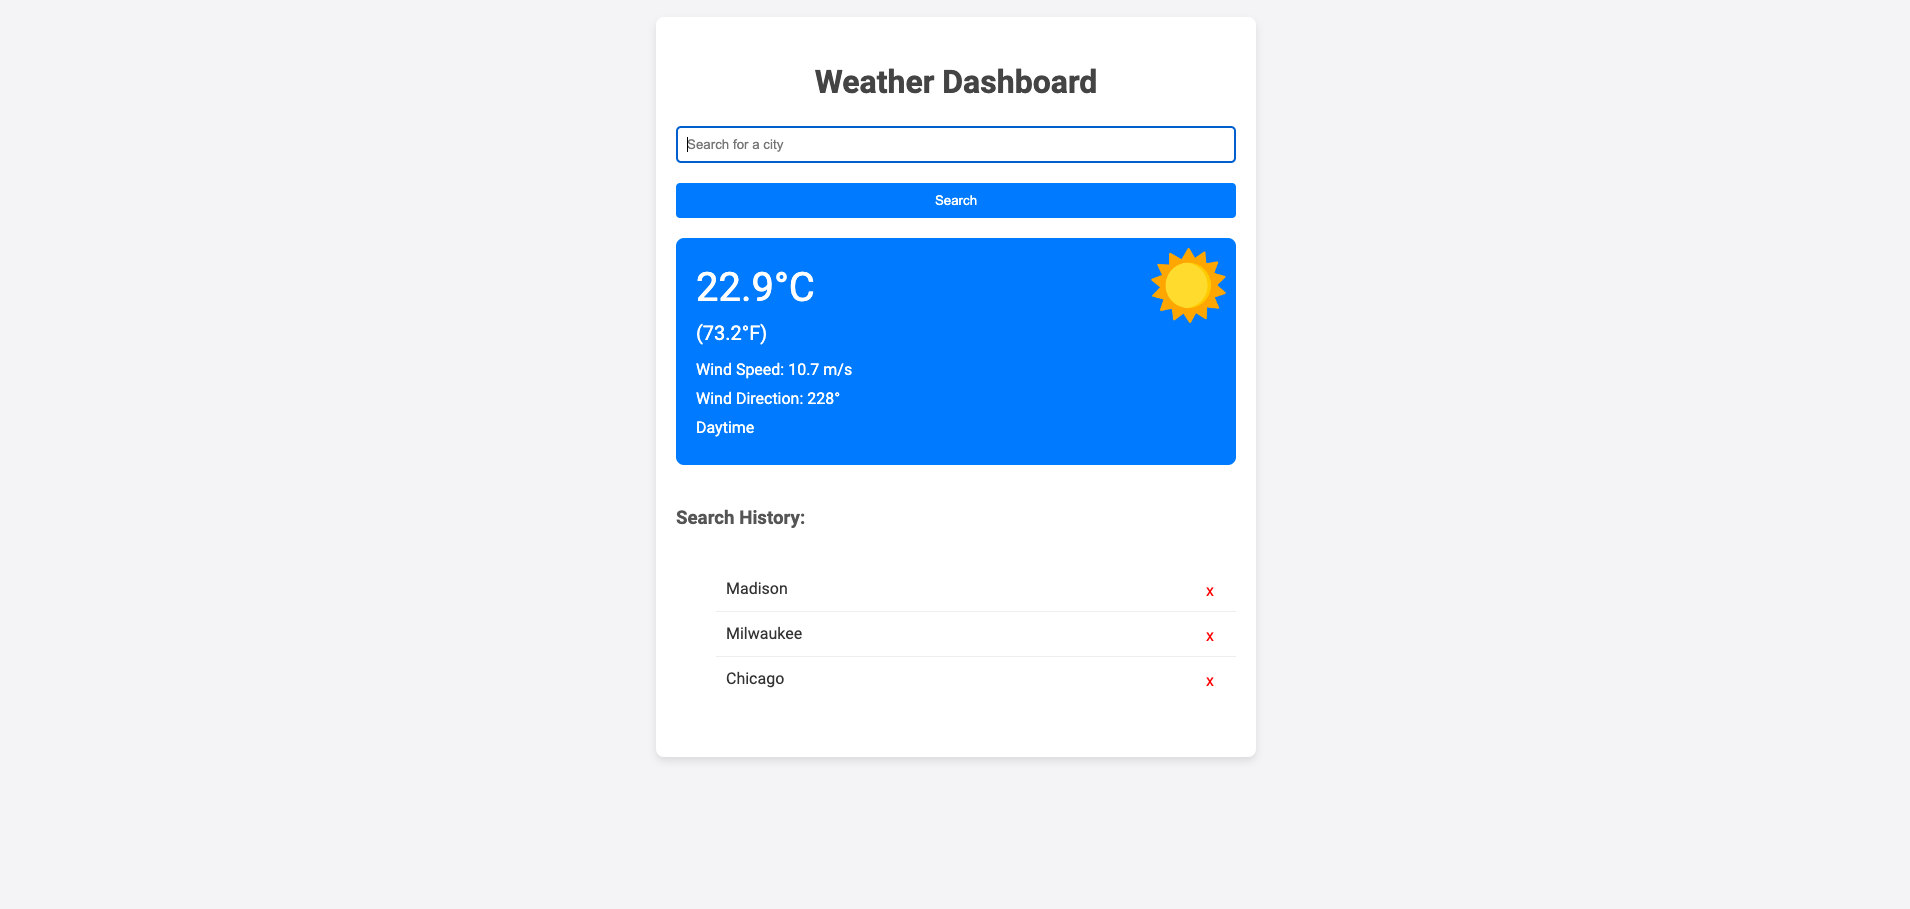 Weather Dashboard
Search for a city
Search
22.9°C
(73.2°F)
Wind Speed: 10.7 m/s
Wind Direction: 228°
Daytime
Search History:
Madison x
Milwaukee x
Chicago x